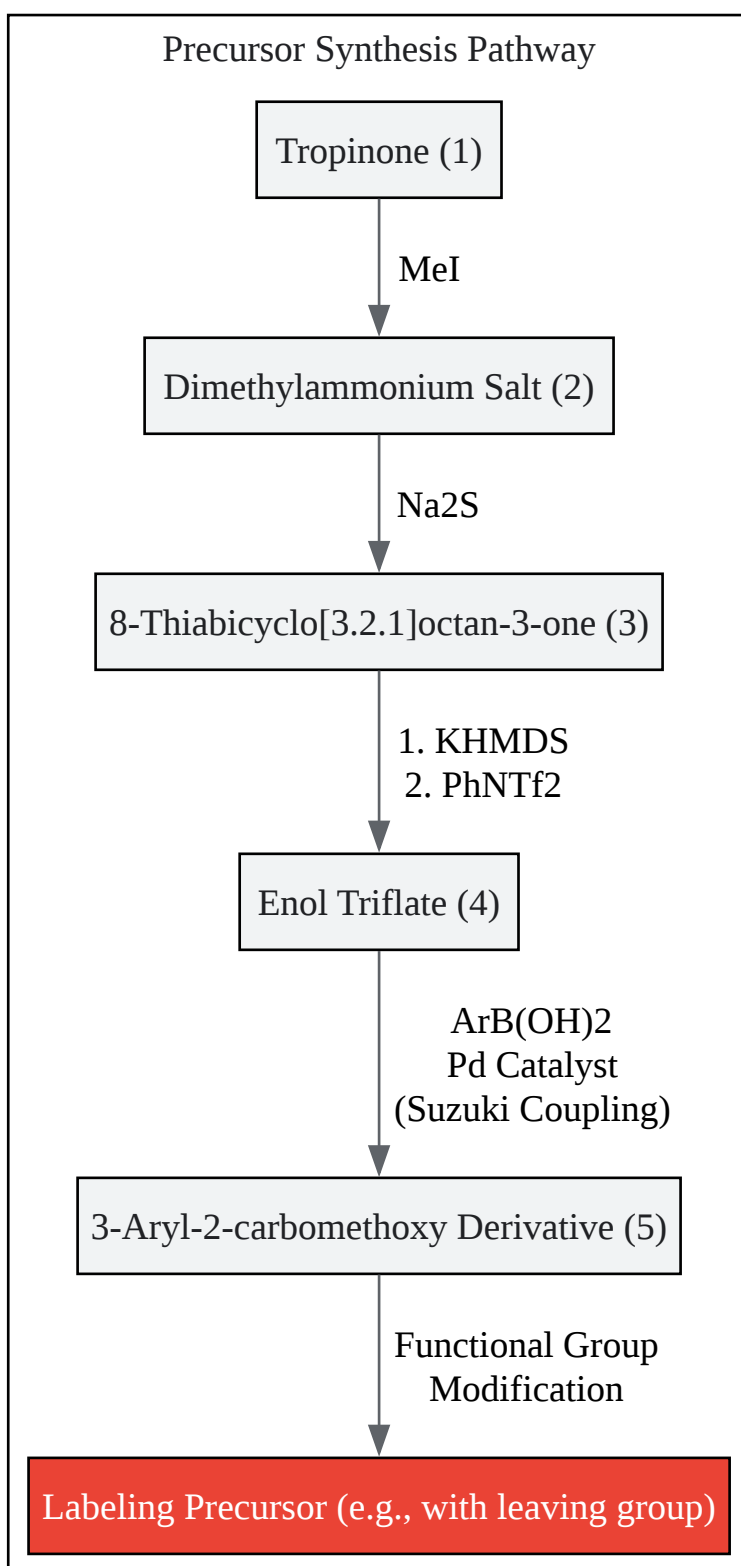 Precursor Synthesis Pathway
Tropinone (1)
MeI
Dimethylammonium Salt (2)
Na2S
8-Thiabicyclo[3.2.1]octan-3-one (3)
1. KHMDS
2. PhNTf2
Enol Triflate (4)
ArB(OH)2
Pd Catalyst
(Suzuki Coupling)
3-Aryl-2-carbomethoxy Derivative (5)
Functional Group
Modification
Labeling Precursor (e.g., with leaving group)